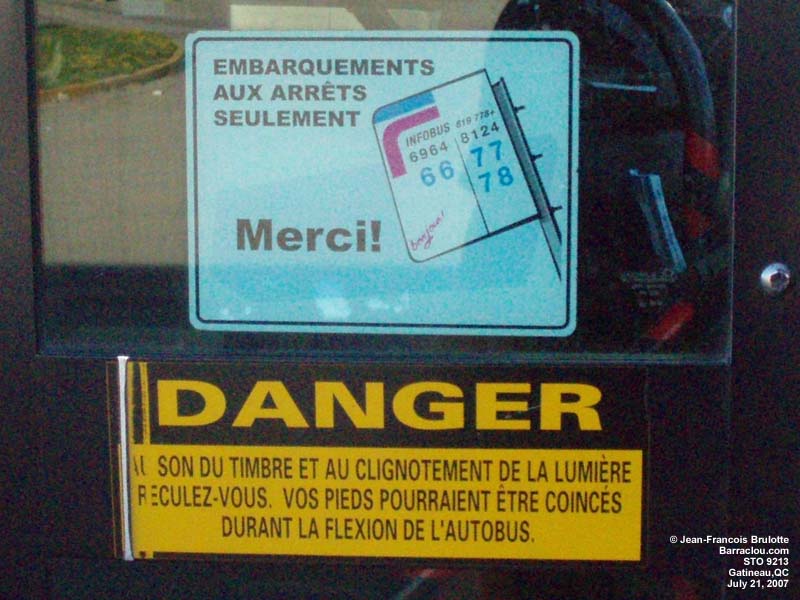 EMBARQUEMENTS
AUX ARRÊTS
SEULEMENT
INFOBUS 819 778+
6964 8124
66 77
78
bonjour!
Merci!
DANGER
AU SON DU TIMBRE ET AU CLIGNOTEMENT DE LA LUMIÈRE
RECULEZ-VOUS. VOS PIEDS POURRAIENT ÊTRE COINCÉS
DURANT LA FLEXION DE L'AUTOBUS.
© Jean-Francois Brulotte
Barraclou.com
STO 9213
Gatineau,QC
July 21, 2007